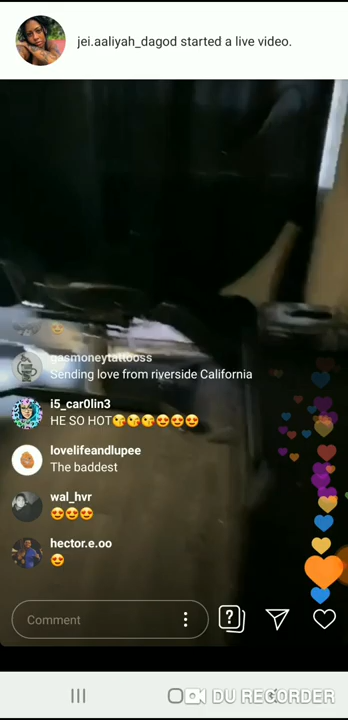 jei.aaliyah_dagod started a live video.
oasmoneytattooss
Sending love from riverside California
i5_car0lin3
HE SO HOT😘😘😘😍😍😍
lovelifeandlupee
The baddest
wal_hvr
😍😍😍
hector.e.oo
😍
Comment
DU RECORDER